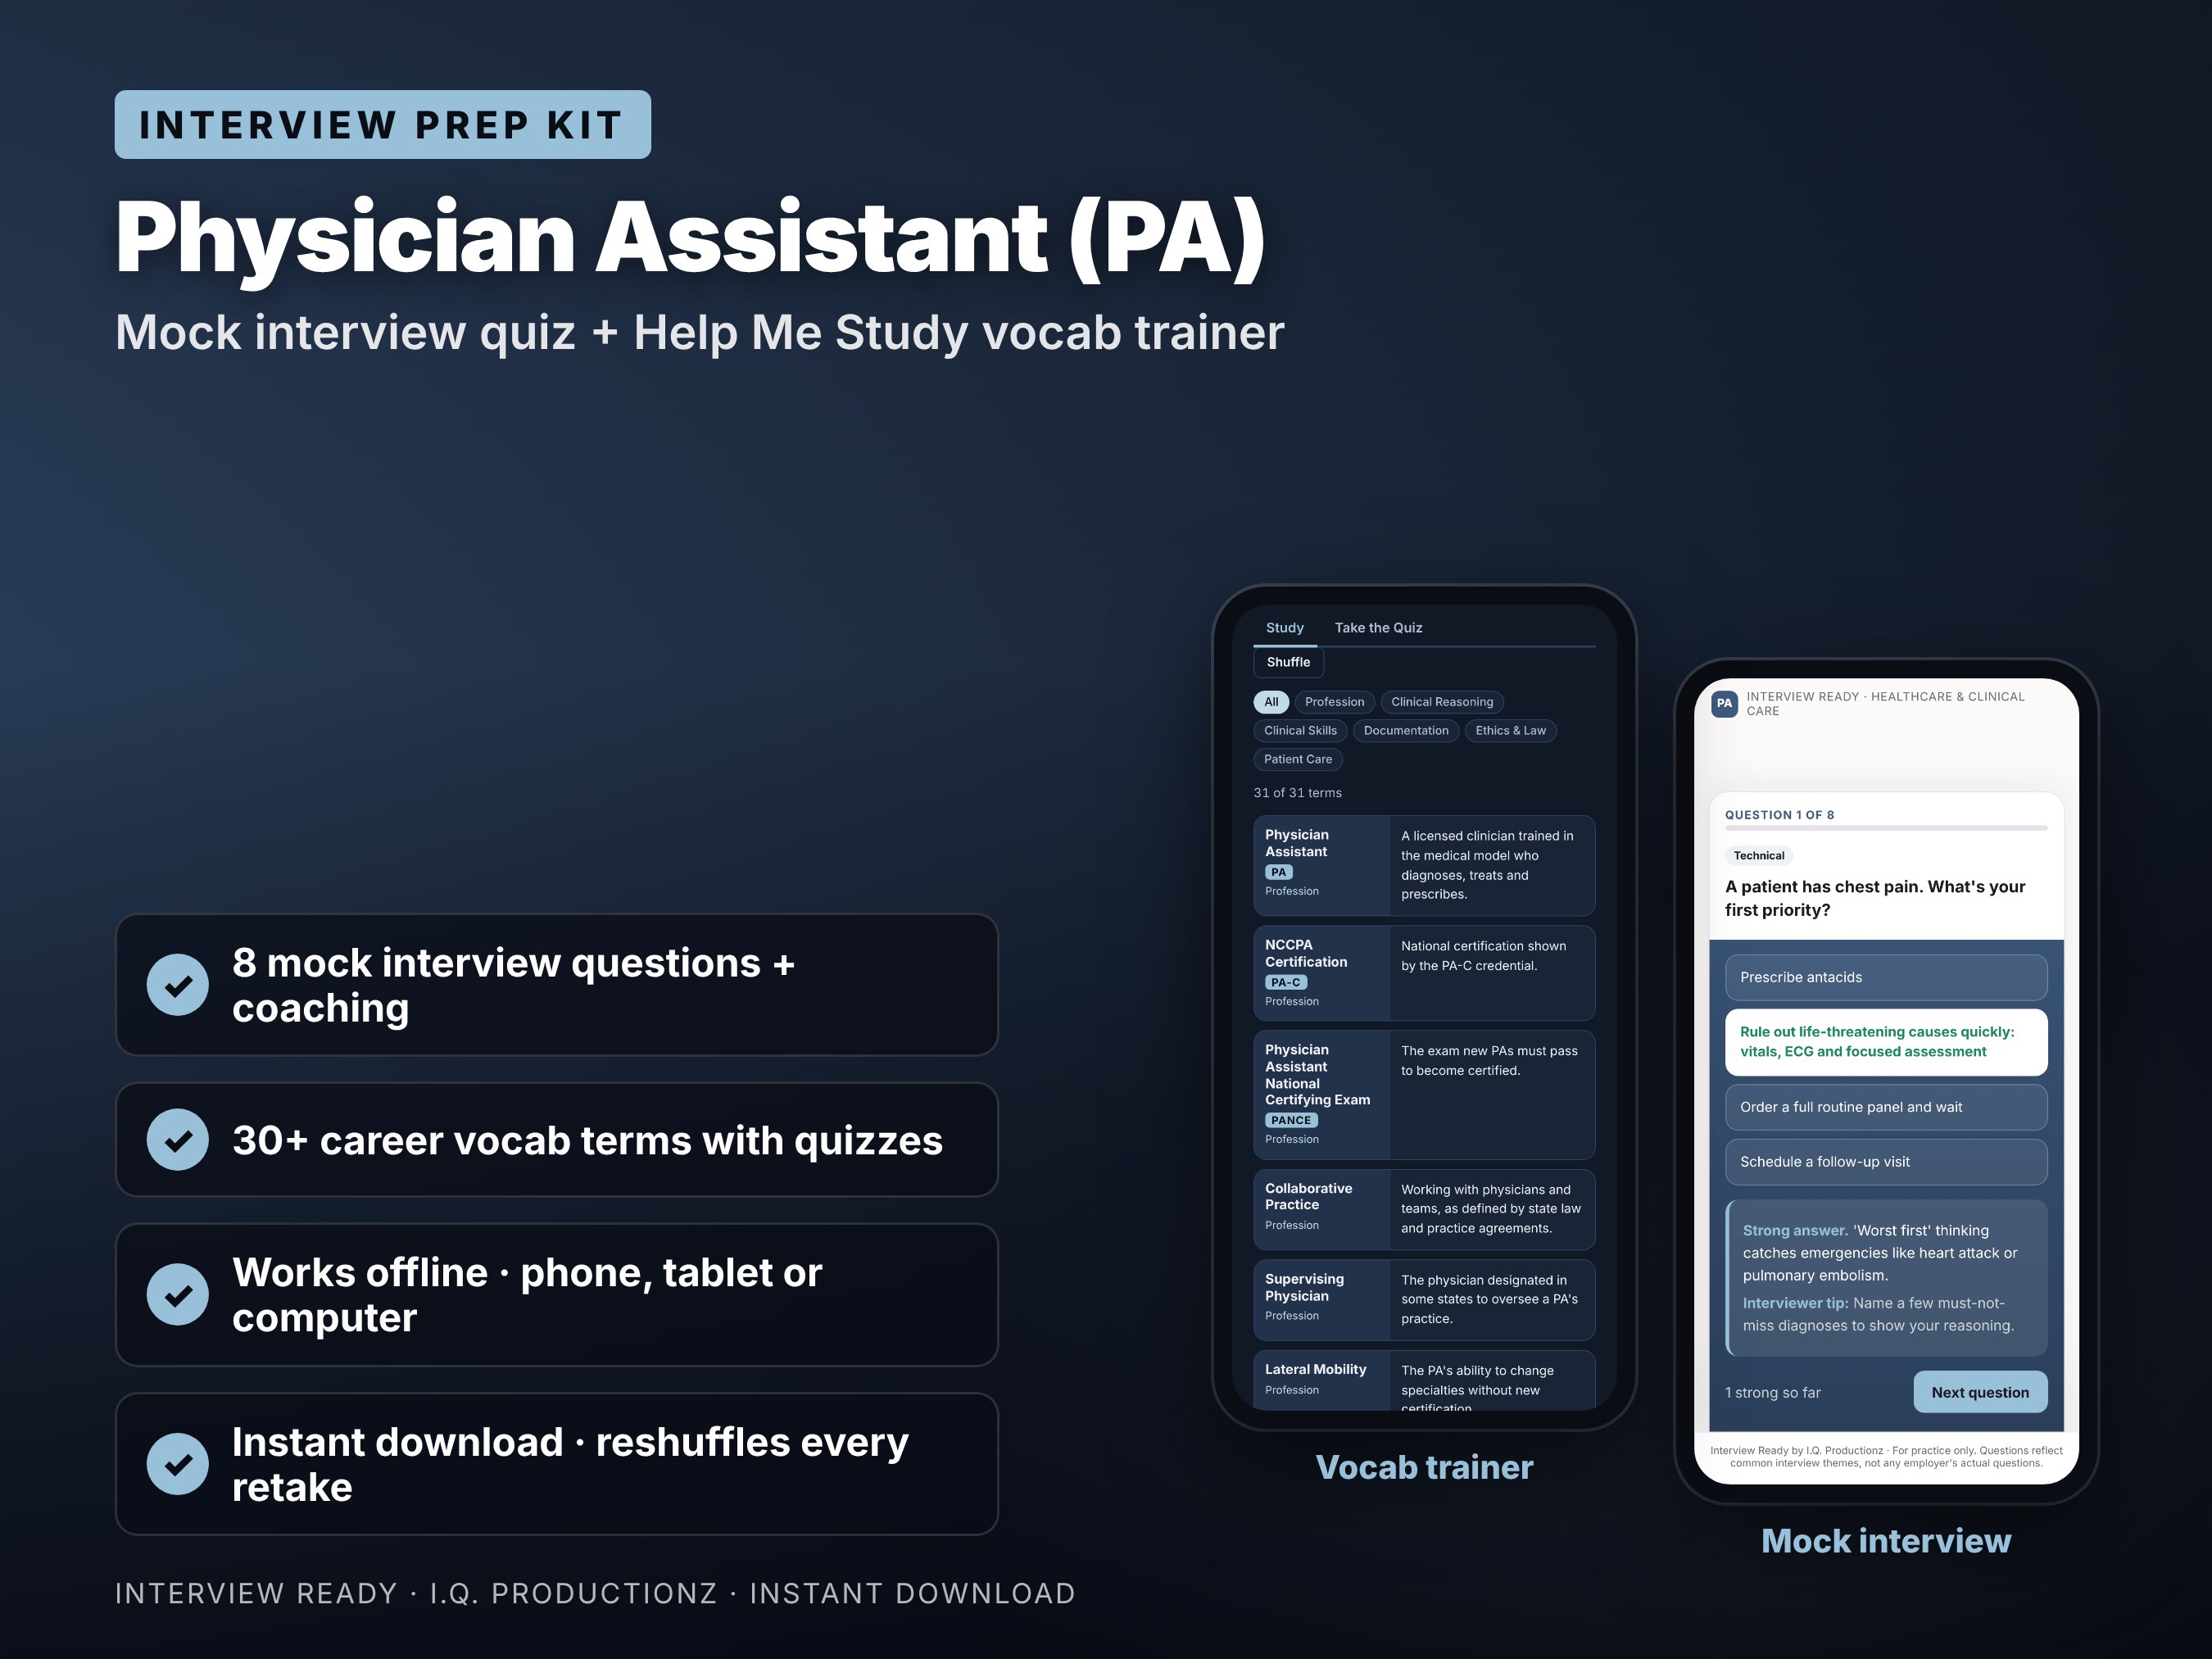 INTERVIEW PREP KIT
Physician Assistant (PA)
Mock interview quiz + Help Me Study vocab trainer
8 mock interview questions +
coaching
30+ career vocab terms with quizzes
Works offline · phone, tablet or
computer
Instant download · reshuffles every
retake
INTERVIEW READY · I.Q. PRODUCTIONZ · INSTANT DOWNLOAD
Study
Take the Quiz
Shuffle
All
Profession
Clinical Reasoning
Clinical Skills
Documentation
Ethics & Law
Patient Care
31 of 31 terms
Physician
Assistant
PA
Profession
A licensed clinician trained in
the medical model who
diagnoses, treats and
prescribes.
NCCPA
Certification
PA-C
Profession
National certification shown
by the PA-C credential.
Physician
Assistant
National
Certifying Exam
PANCE
Profession
The exam new PAs must pass
to become certified.
Collaborative
Practice
Profession
Working with physicians and
teams, as defined by state law
and practice agreements.
Supervising
Physician
Profession
The physician designated in
some states to oversee a PA's
practice.
Lateral Mobility
Profession
The PA's ability to change
specialties without new
certification
Vocab trainer
PA
INTERVIEW READY · HEALTHCARE & CLINICAL
CARE
QUESTION 1 OF 8
Technical
A patient has chest pain. What's your
first priority?
Prescribe antacids
Rule out life-threatening causes quickly:
vitals, ECG and focused assessment
Order a full routine panel and wait
Schedule a follow-up visit
Strong answer. 'Worst first' thinking
catches emergencies like heart attack or
pulmonary embolism.
Interviewer tip: Name a few must-not-
miss diagnoses to show your reasoning.
1 strong so far
Next question
Interview Ready by I.Q. Productionz · For practice only. Questions reflect
common interview themes, not any employer's actual questions.
Mock interview